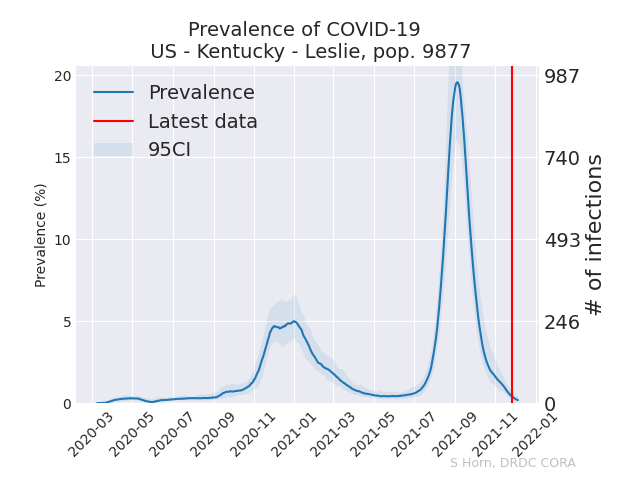 Prevalence of COVID-19
US - Kentucky - Leslie, pop. 9877
Prevalence
Latest data
95CI
20
15
10
5
0
Prevalence (%)
987
740
493
246
0
# of infections
2020-03
2020-05
2020-07
2020-09
2020-11
2021-01
2021-03
2021-05
2021-07
2021-09
2021-11
2022-01
S Horn, DRDC CORA